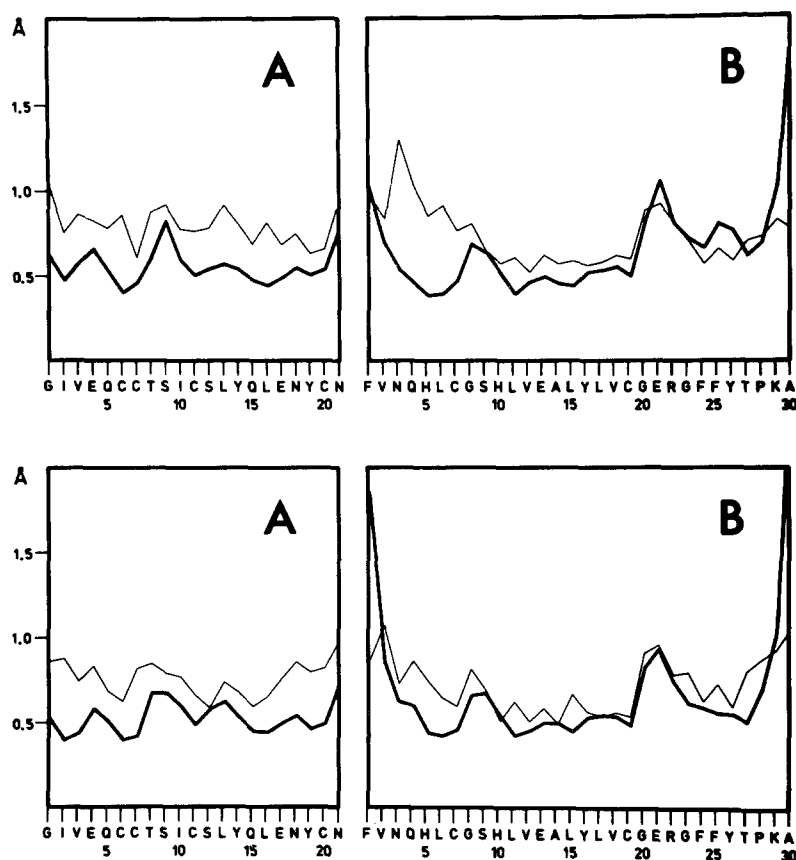 Å
A
B
1.5
1.0
0.5
G I V E Q C C T S I C S L Y Q L E N Y C N
F V N Q H L C G S H L V E A L Y L V C G E R G F F Y T P K A
5 10 15 20
5 10 15 20 25 30
Å
A
B
1.5
1.0
0.5
G I V E Q C C T S I C S L Y Q L E N Y C N
F V N Q H L C G S H L V E A L Y L V C G E R G F F Y T P K A
5 10 15 20
5 10 15 20 25 30